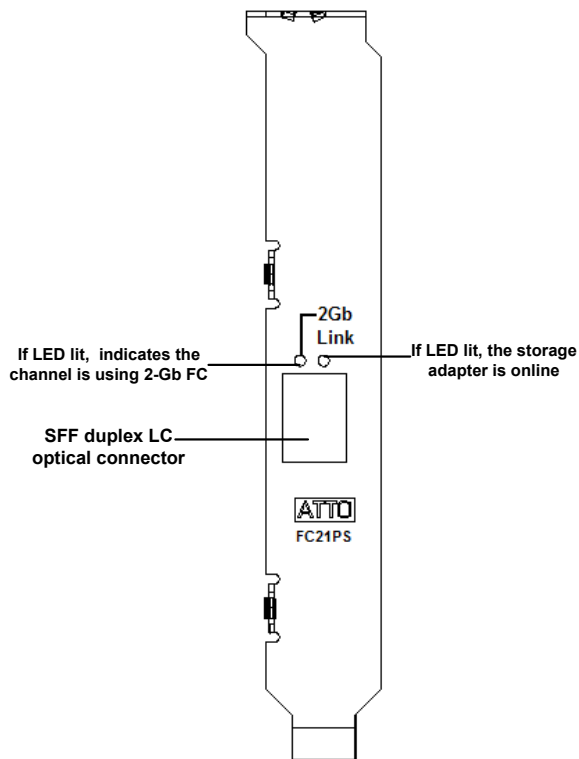 2Gb
Link
If LED lit, indicates the
channel is using 2-Gb FC
If LED lit, the storage
adapter is online
SFF duplex LC
optical connector
ATTO
FC21PS